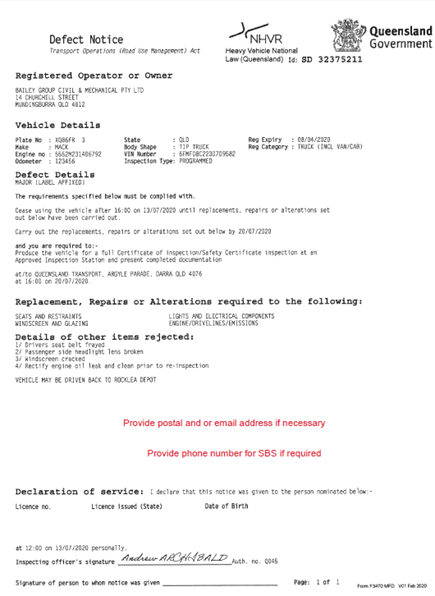 Defect Notice
Transport Operations (Road Use Management) Act
NHVR
Heavy Vehicle National
Law (Queensland) Id: SD 32375211
Queensland
Government
Registered Operator or Owner
BAILEY GROUP CIVIL & MECHANICAL PTY LTD
14 CHURCHILL STREET
MUNDINGBURRA QLD 4812
Vehicle Details
Plate No : XQ86FK 3 State : QLD Reg Expiry : 08/04/2020
Make : MACK Body Shape : TIP TRUCK Reg Category : TRUCK (INCL VAN/CAB)
Engine no : 5SS2M231406792 VIN Number : 6FMF08C223D709582
Odometer : 123456 Inspection Type: PROGRAMMED
Defect Details
MAJOR (LABEL AFFIXED)
The requirements specified below must be complied with.
Cease using the vehicle after 16:00 on 13/07/2020 until replacements, repairs or alterations set
out below have been carried out.
Carry out the replacements, repairs or alterations set out below by 20/07/2020
and you are required to:-
Produce the vehicle for a full Certificate of inspection/Safety Certificate inspection at an
Approved Inspection Station and present completed documentation
at/to QUEENSLAND TRANSPORT, ARGYLE PARADE, DARRA QLD 4076
at 16:00 on 20/07/2020
Replacement, Repairs or Alterations required to the following:
SEATS AND RESTRAINTS LIGHTS AND ELECTRICAL COMPONENTS
WINDSCREEN AND GLAZING ENGINE/DRIVELINES/EMISSIONS
Details of other items rejected:
1/ Drivers seat belt frayed
2/ Passenger side headlight lens broken
3/ Windscreen cracked
4/ Rectify engine oil leak and clean prior to re-inspection
VEHICLE MAY BE DRIVEN BACK TO ROCKLEA DEPOT
Provide postal and or email address if necessary
Provide phone number for SBS if required
Declaration of service: I declare that this notice was given to the person nominated below:-
Licence no. Licence issued (State) Date of Birth
at 12:00 on 13/07/2020 personally.
Inspecting officer's signature Andrew ARCHIBALD Auth. no. Q046
Signature of person to whom notice was given Page: 1 of 1 Form F3470 MFD V01 Feb 2020